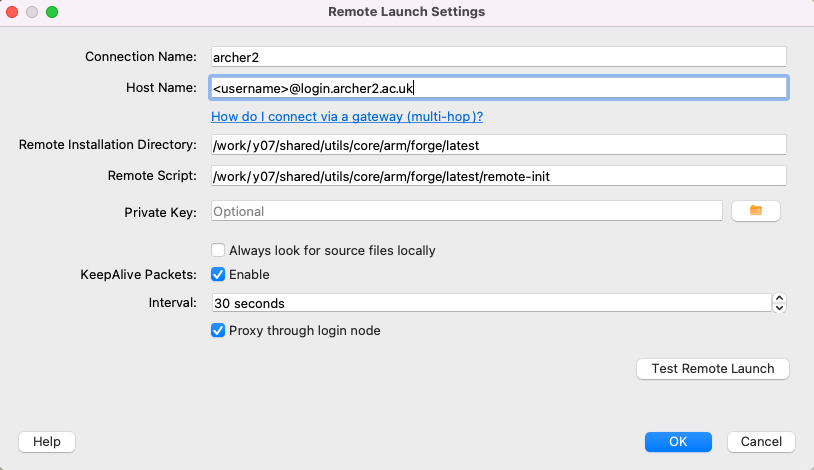 Remote Launch Settings
Connection Name: archer2
Host Name: <username>@login.archer2.ac.uk
How do I connect via a gateway (multi-hop)?
Remote Installation Directory: /work/y07/shared/utils/core/arm/forge/latest
Remote Script: /work/y07/shared/utils/core/arm/forge/latest/remote-init
Private Key: Optional
Always look for source files locally
KeepAlive Packets: Enable
Interval: 30 seconds
Proxy through login node
Test Remote Launch
Help OK Cancel